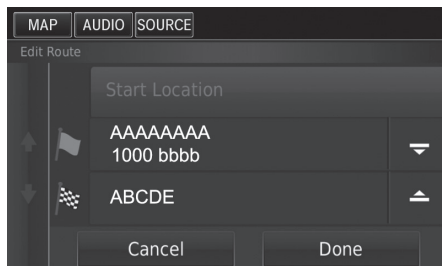 MAP AUDIO SOURCE
Edit Route
Start Location
AAAAAAAA
1000 bbbb
ABCDE
Cancel Done